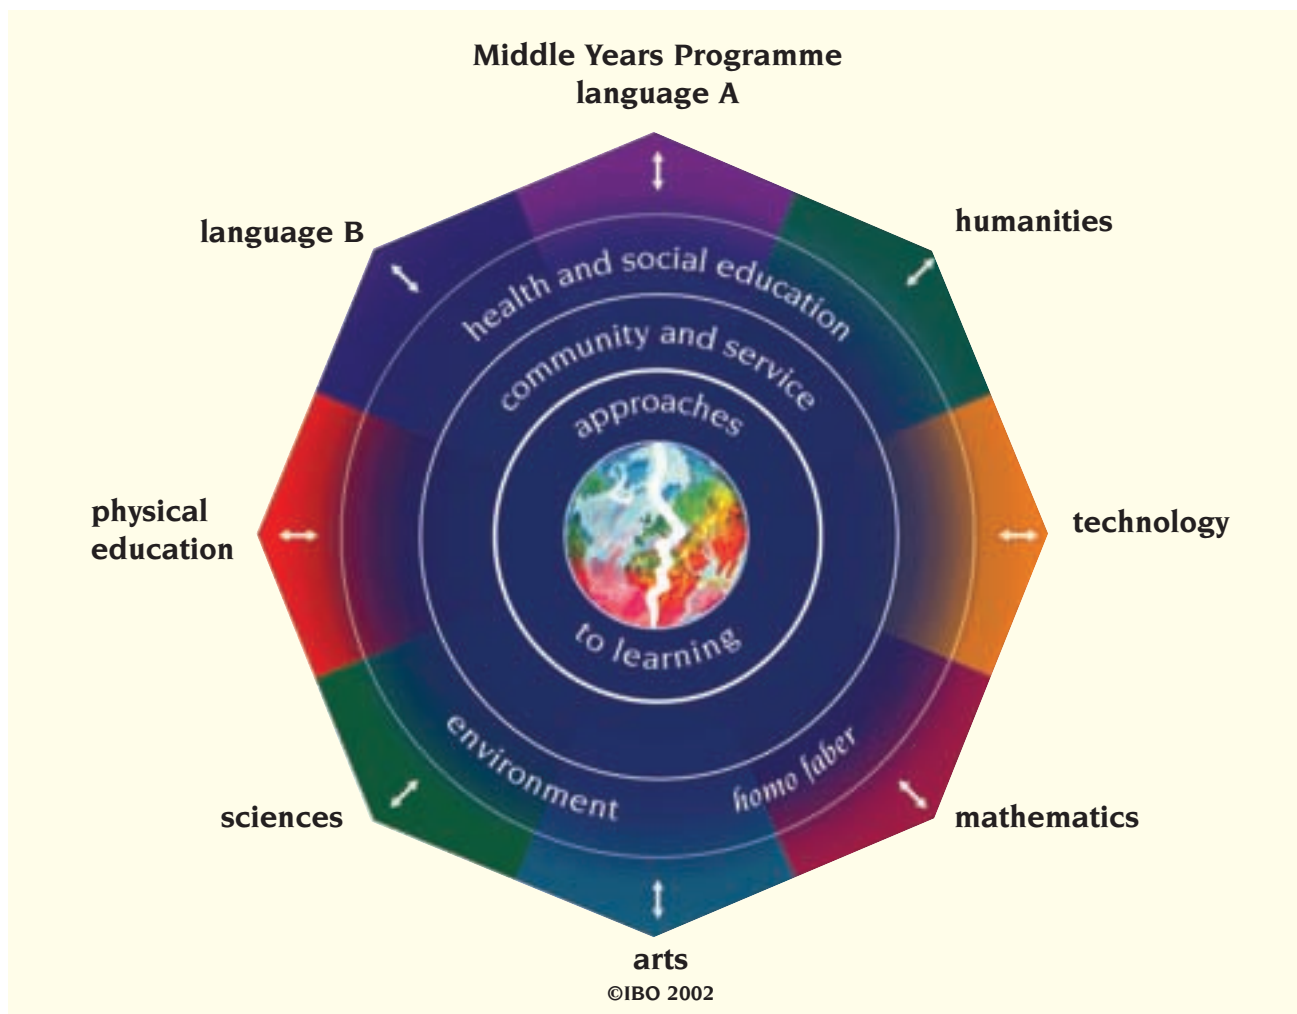 Middle Years Programme
language A
language B
humanities
health and social education
community and service
approaches
physical
education
technology
to learning
environment
homo faber
sciences
mathematics
arts
©IBO 2002